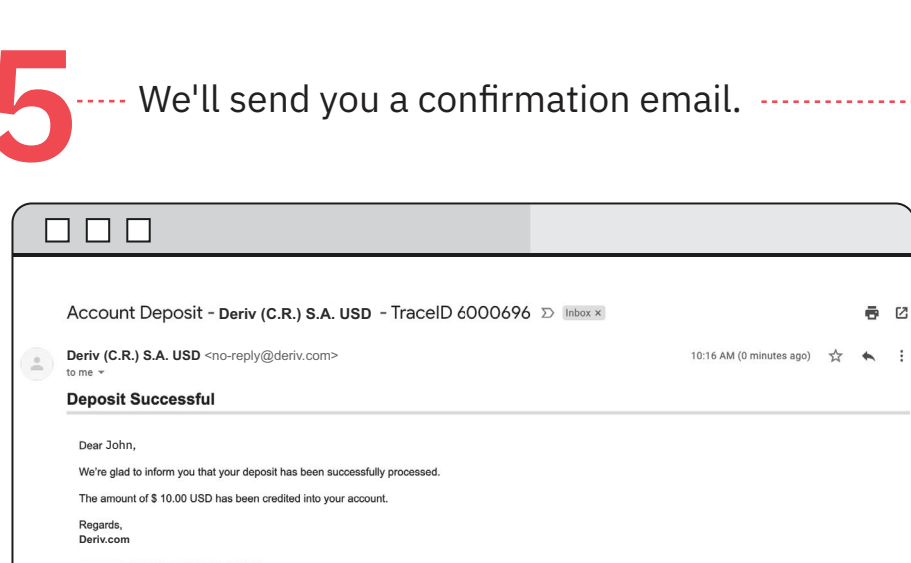 5
We'll send you a confirmation email.
Account Deposit - Deriv (C.R.) S.A. USD - TraceID 6000696 Inbox ×
Deriv (C.R.) S.A. USD <no-reply@deriv.com> 10:16 AM (0 minutes ago)
to me
Deposit Successful
Dear John,
We're glad to inform you that your deposit has been successfully processed.
The amount of $ 10.00 USD has been credited into your account.
Regards,
Deriv.com